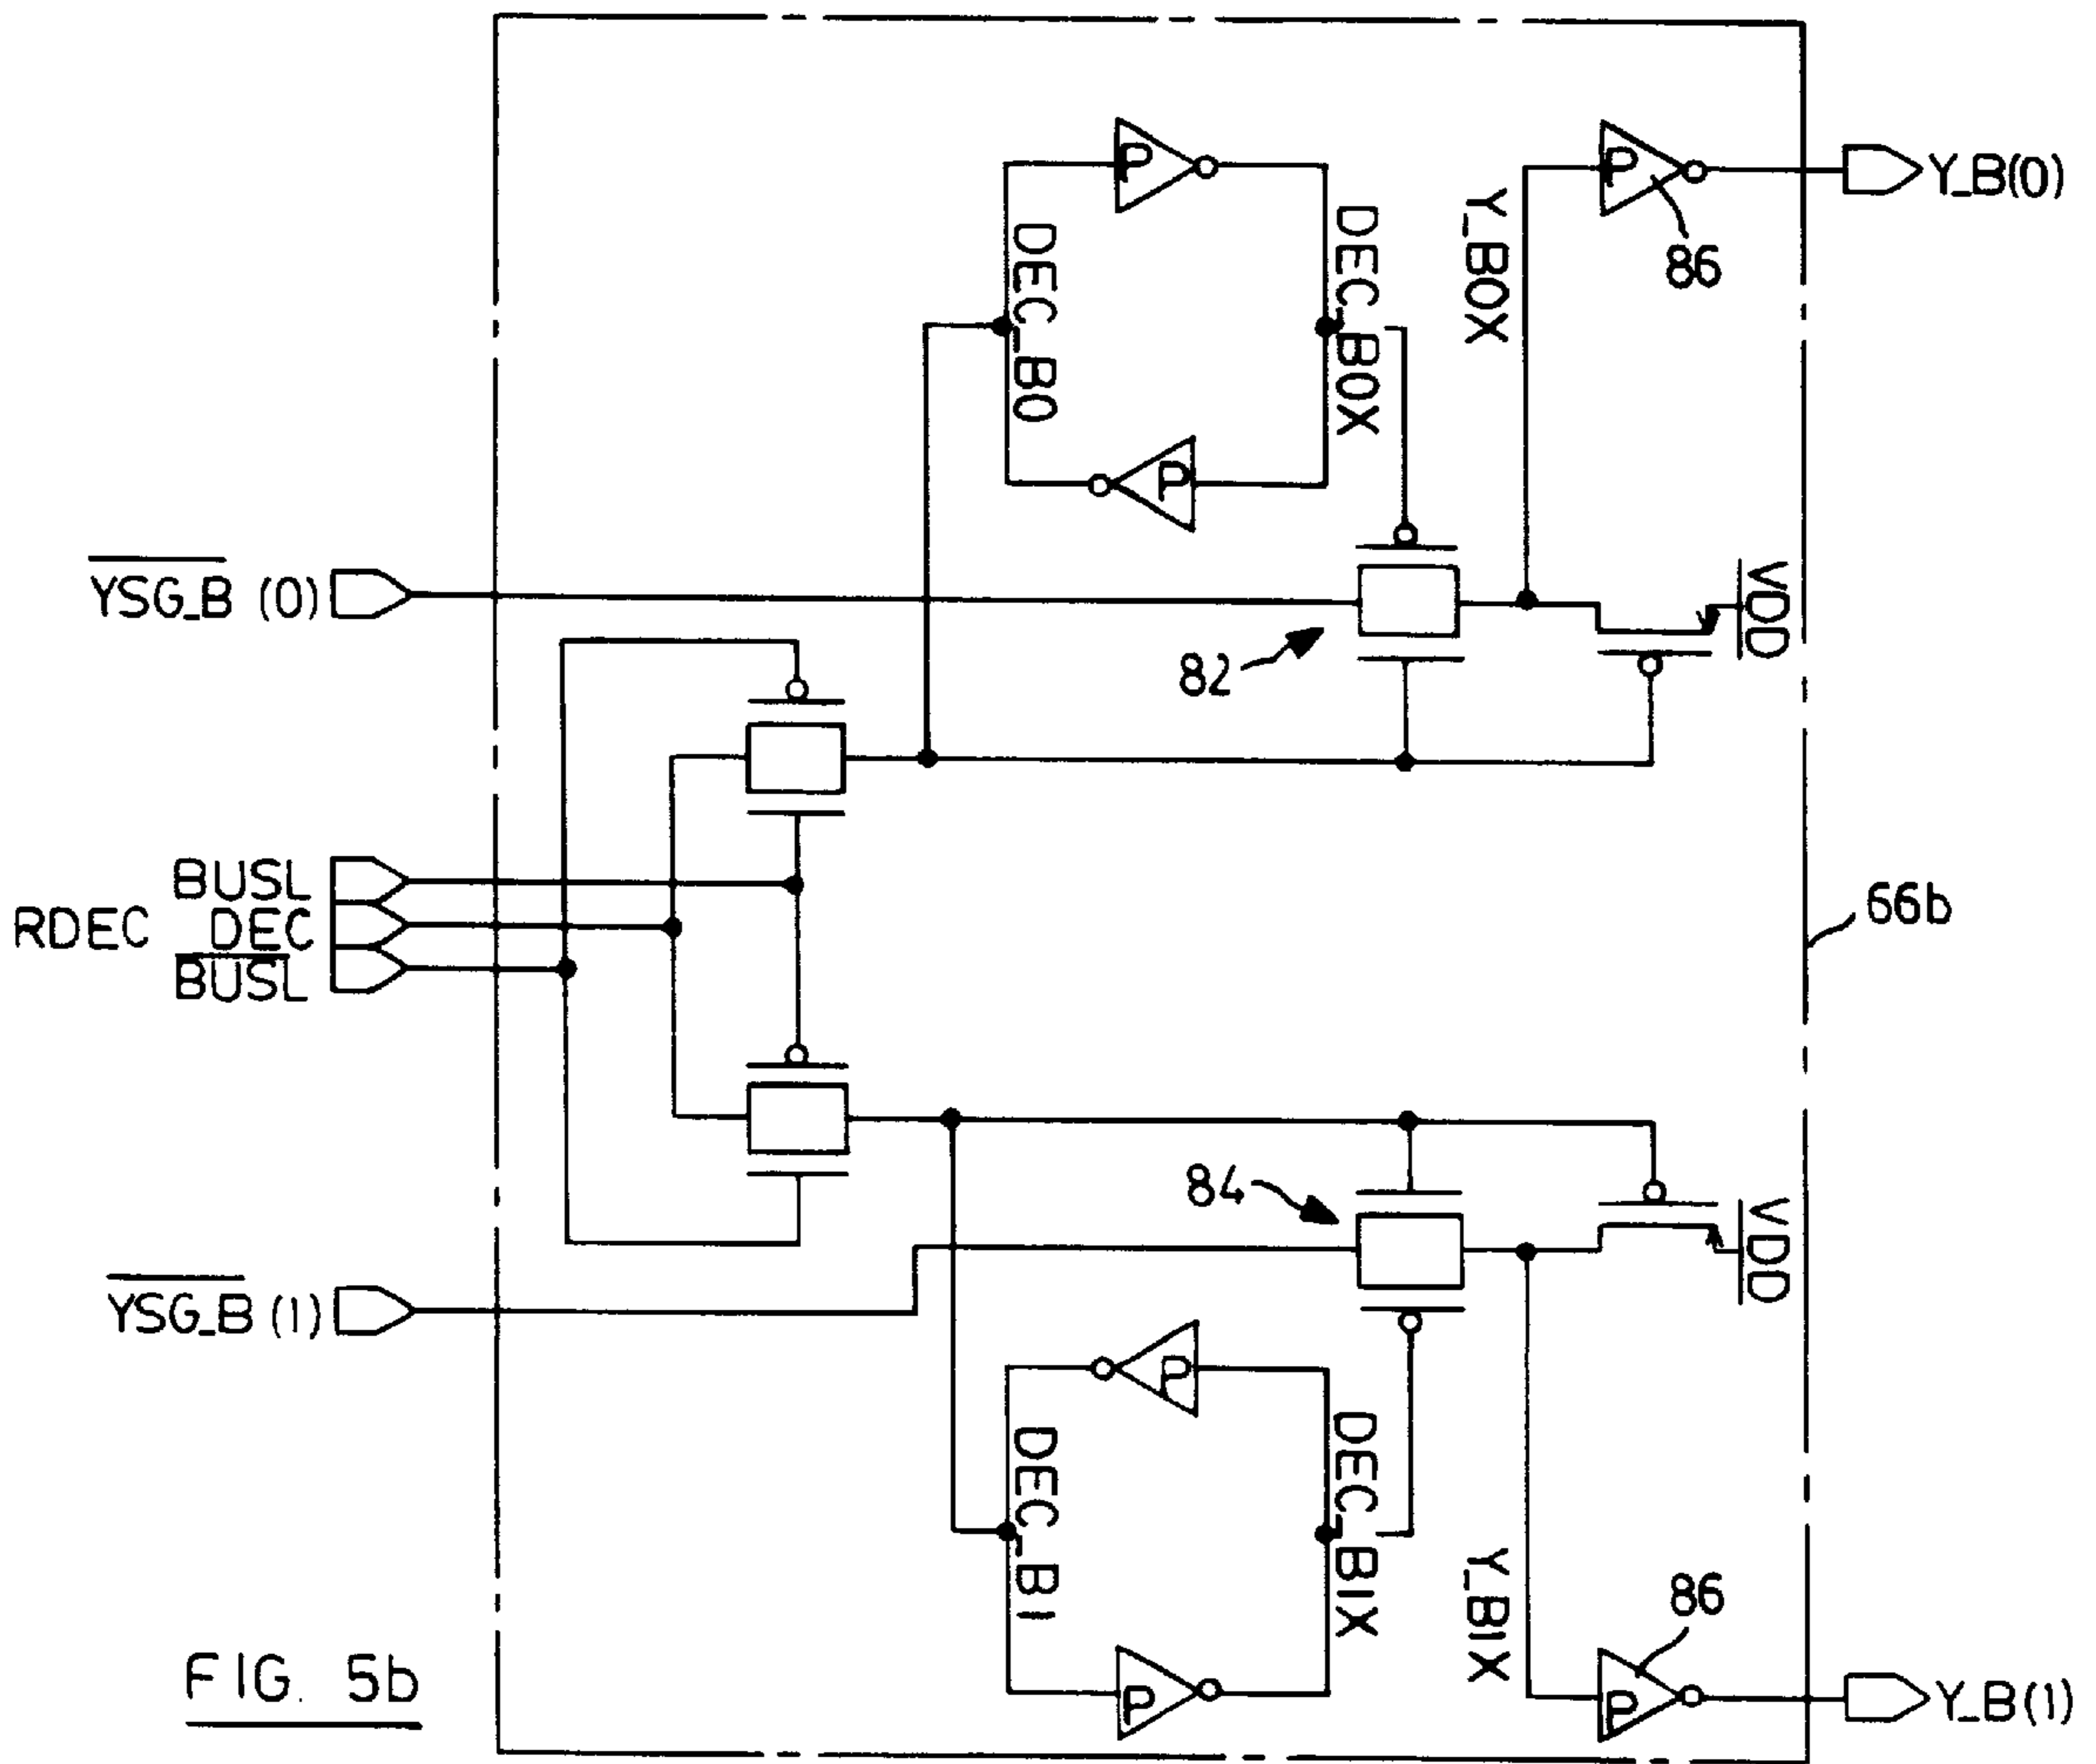 P
P
Y_B(0)
86
DEC_B0
DEC_B0X
Y_B0X
P
YSG_B (0)
VDD
82
BUSL
RDEC DEC
BUSL
66b
84
VDD
YSG_B (1)
P
DEC_B1
DEC_B1X
Y_B1X
86
P
P
Y_B(1)
FIG. 5b